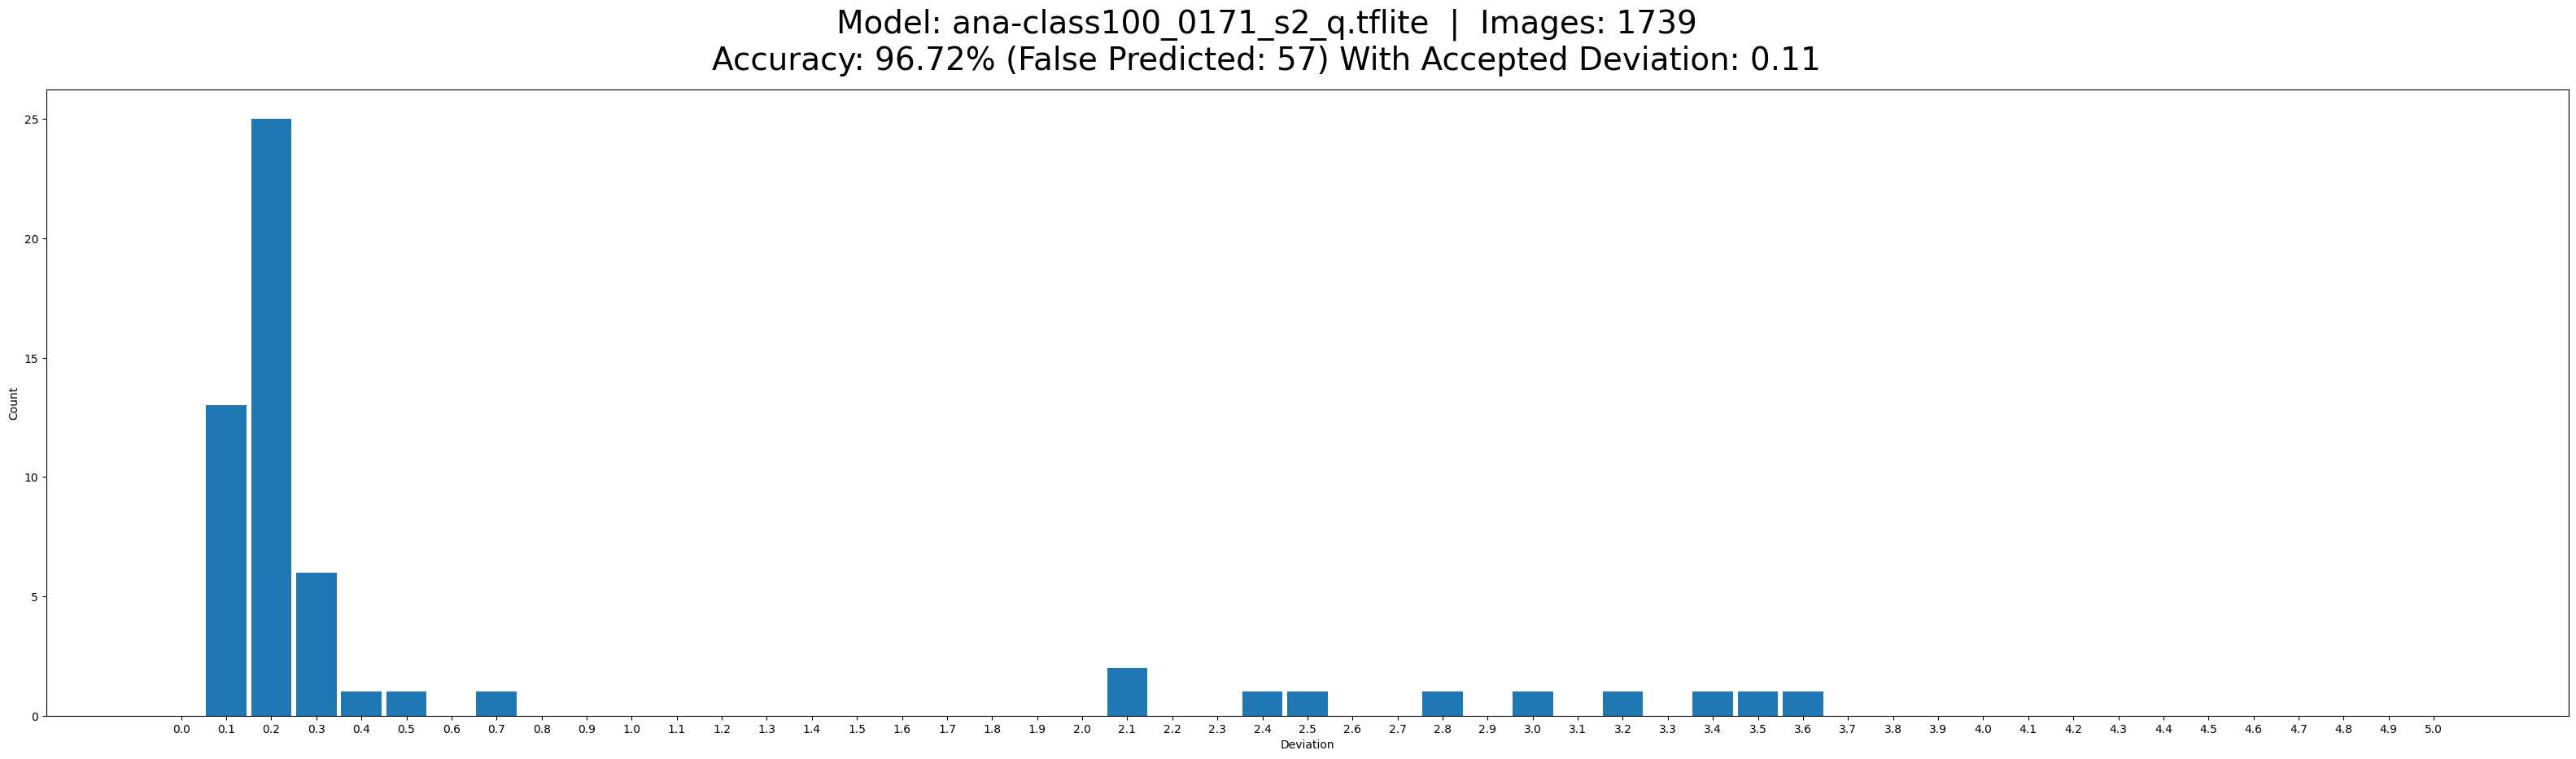 Model: ana-class100_0171_s2_q.tflite | Images: 1739
Accuracy: 96.72% (False Predicted: 57) With Accepted Deviation: 0.11
25
20
15
10
5
0
Count
0.0 0.1 0.2 0.3 0.4 0.5 0.6 0.7 0.8 0.9 1.0 1.1 1.2 1.3 1.4 1.5 1.6 1.7 1.8 1.9 2.0 2.1 2.2 2.3 2.4 2.5 2.6 2.7 2.8 2.9 3.0 3.1 3.2 3.3 3.4 3.5 3.6 3.7 3.8 3.9 4.0 4.1 4.2 4.3 4.4 4.5 4.6 4.7 4.8 4.9 5.0
Deviation